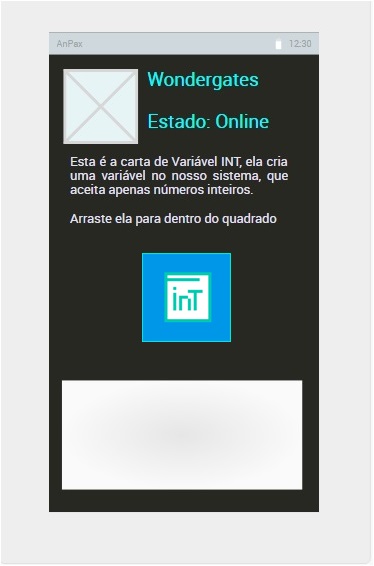 AnPax
12:30
Wondergates
Estado: Online
Esta é a carta de Variável INT, ela cria
uma variável no nosso sistema, que
aceita apenas números inteiros.
Arraste ela para dentro do quadrado
inT